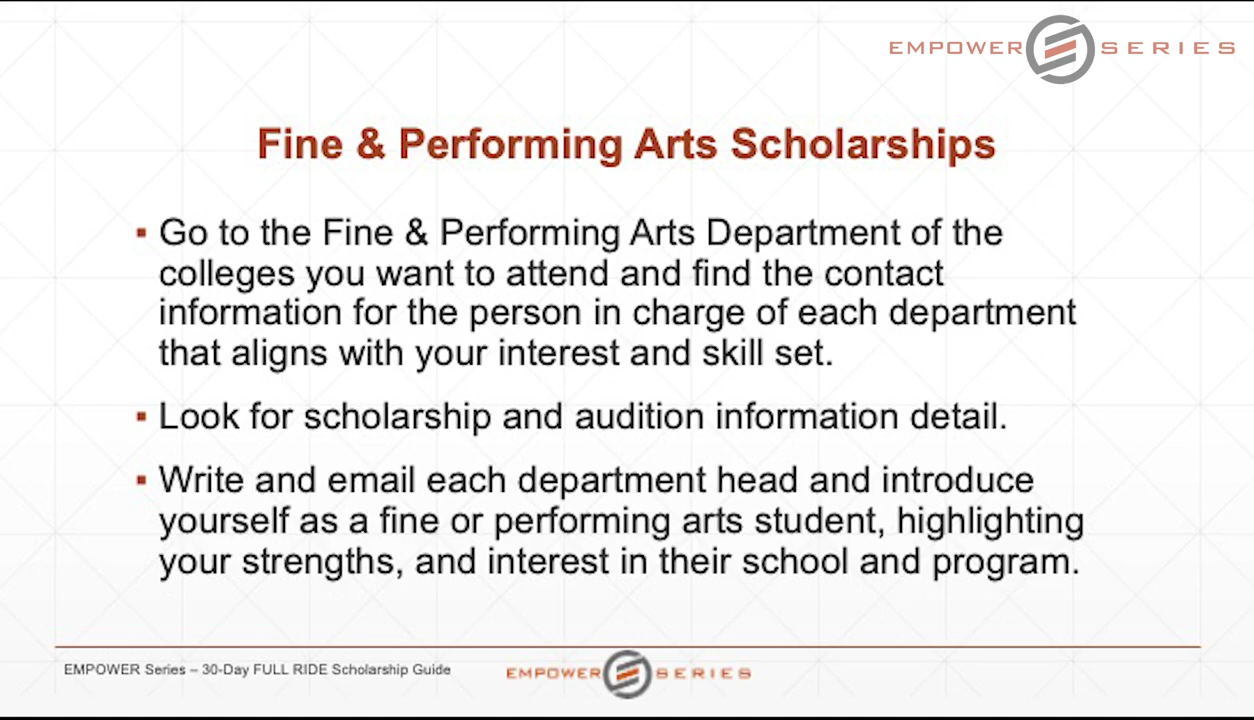 EMPOWER SERIES
Fine & Performing Arts Scholarships
▪ Go to the Fine & Performing Arts Department of the
colleges you want to attend and find the contact
information for the person in charge of each department
that aligns with your interest and skill set.
▪ Look for scholarship and audition information detail.
▪ Write and email each department head and introduce
yourself as a fine or performing arts student, highlighting
your strengths, and interest in their school and program.
EMPOWER Series – 30-Day FULL RIDE Scholarship Guide
EMPOWER SERIES